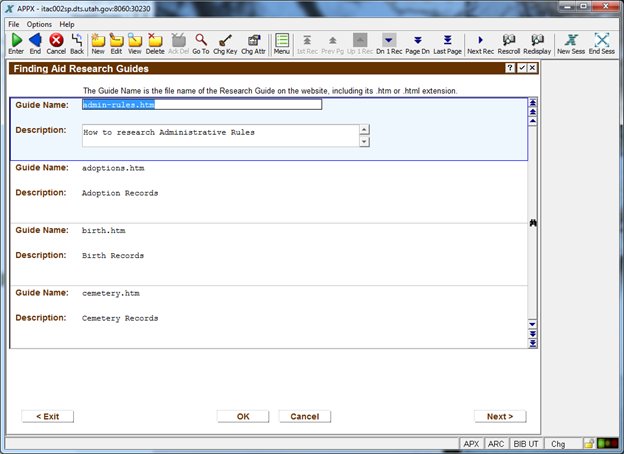 APPX - itac002sp.dts.utah.gov:8060:30230
File Options Help
Enter End Cancel Back New Edit View Delete Ack Del Go To Chg Key Chg Attr Menu 1st Rec Prev Pg Up 1 Rec Dn 1 Rec Page Dn Last Page Next Rec Rescroll Redisplay New Sess End Sess
Finding Aid Research Guides
The Guide Name is the file name of the Research Guide on the website, including its .htm or .html extension.
Guide Name: admin-rules.htm
Description: How to research Administrative Rules
Guide Name: adoptions.htm
Description: Adoption Records
Guide Name: birth.htm
Description: Birth Records
Guide Name: cemetery.htm
Description: Cemetery Records
< Exit OK Cancel Next >
APX ARC BIB UT Chg